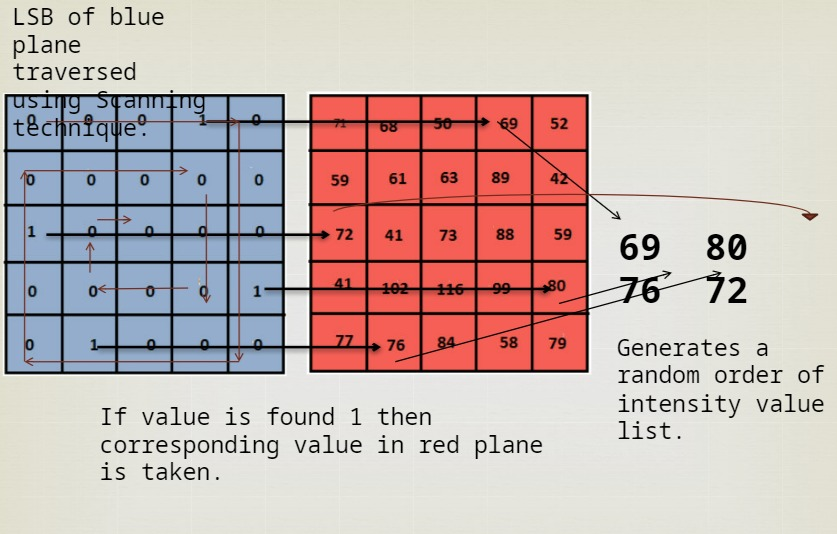 LSB of blue
plane
traversed
using Scanning
technique.
0 0 0 1 0
0 0 0 0 0
1 0 0 0 0
0 0 0 0 1
0 1 0 0 0
71 68 50 69 52
59 61 63 89 42
72 41 73 88 59
41 102 116 99 80
77 76 84 58 79
69 80
76 72
Generates a
random order of
intensity value
list.
If value is found 1 then
corresponding value in red plane
is taken.